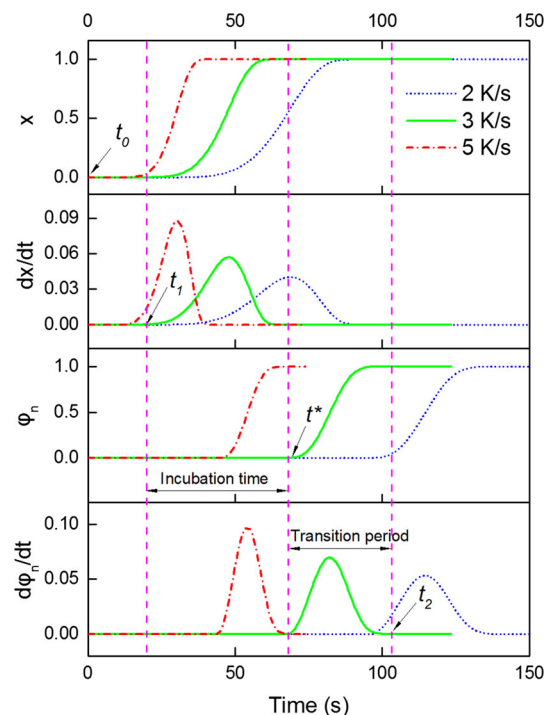 0 50 100 150
1.0
0.5
0.0
x
t0
2 K/s
3 K/s
5 K/s
0.09
0.06
0.03
0.00
dx/dt
t1
1.0
0.5
0.0
φn
t*
Incubation time
0.10
0.05
0.00
dφn/dt
Transition period
t2
0 50 100 150
Time (s)